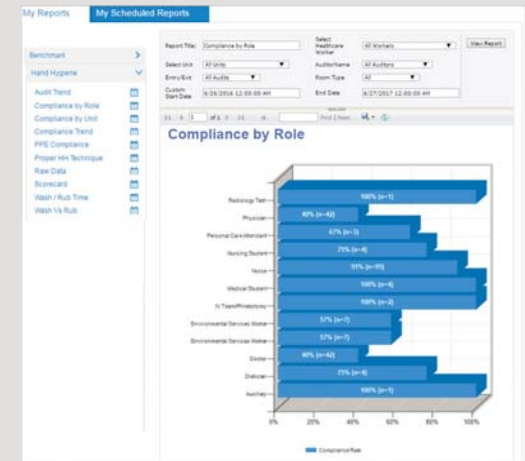 My Reports My Scheduled Reports
Benchmark
Hand Hygiene
Audit Trend
Compliance by Role
Compliance by Unit
Compliance Trend
PPE Compliance
Proper HH Technique
Raw Data
Scorecard
Wash / Rub Time
Wash Vs Rub
Report Title: Compliance by Role Select Healthcare Worker All Workers View Report
Select Unit All Units Auditor Name All Auditors
Entry/Exit All Audits Room Type All
Custom Start Date 6/26/2016 12:00:00 AM End Date 6/27/2017 12:00:00 AM
1 of 1 Find | Next
Compliance by Role
Radiology Tech 100% (n=1)
Physician 40% (n=42)
Personal Care Attendant 67% (n=3)
Nursing Student 75% (n=4)
Nurse 91%
Medical Student 100% (n=4)
IV Team/Phlebotomy 100% (n=2)
Environmental Services Worker 57% (n=7)
Environmental Services Worker 57% (n=7)
Doctor 40% (n=42)
Dietician 75% (n=4)
Auxiliary 100% (n=1)
0% 20% 40% 60% 80% 100%
Compliance Rate